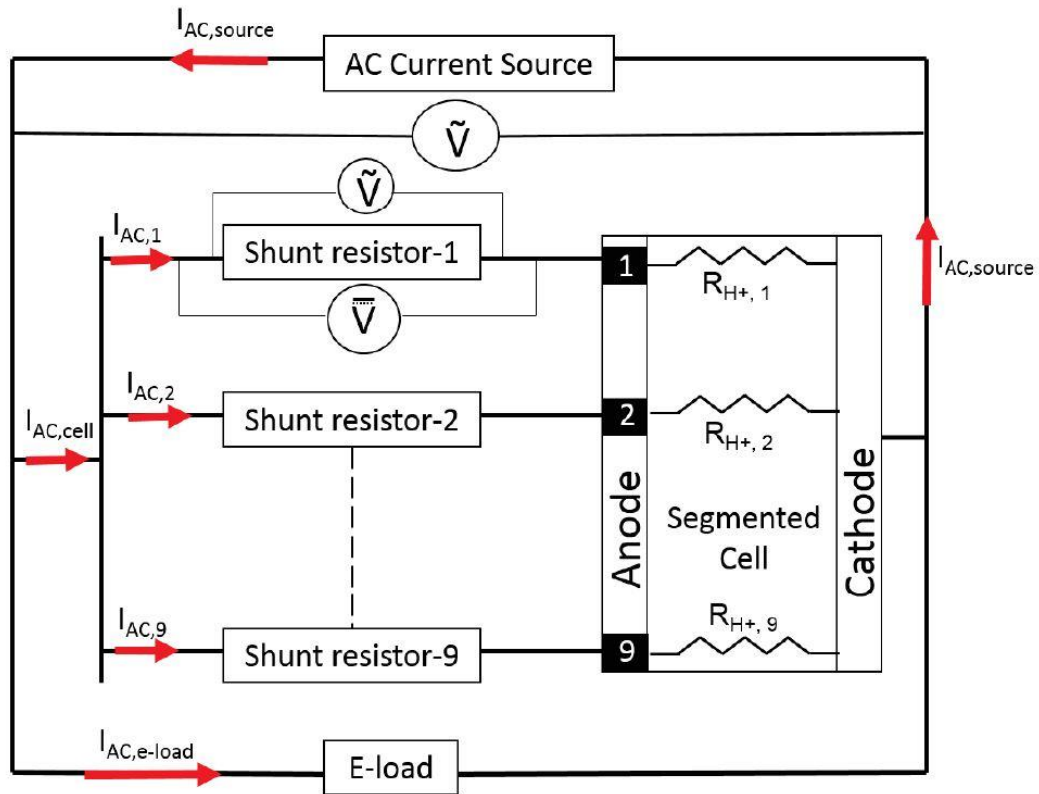 I_AC,source
AC Current Source
Ṽ
Ṽ
I_AC,1
Shunt resistor-1
1
R_H+, 1
I_AC,source
V̅
I_AC,2
Shunt resistor-2
2
R_H+, 2
I_AC,cell
Anode
Segmented
Cell
Cathode
I_AC,9
Shunt resistor-9
9
R_H+, 9
I_AC,e-load
E-load